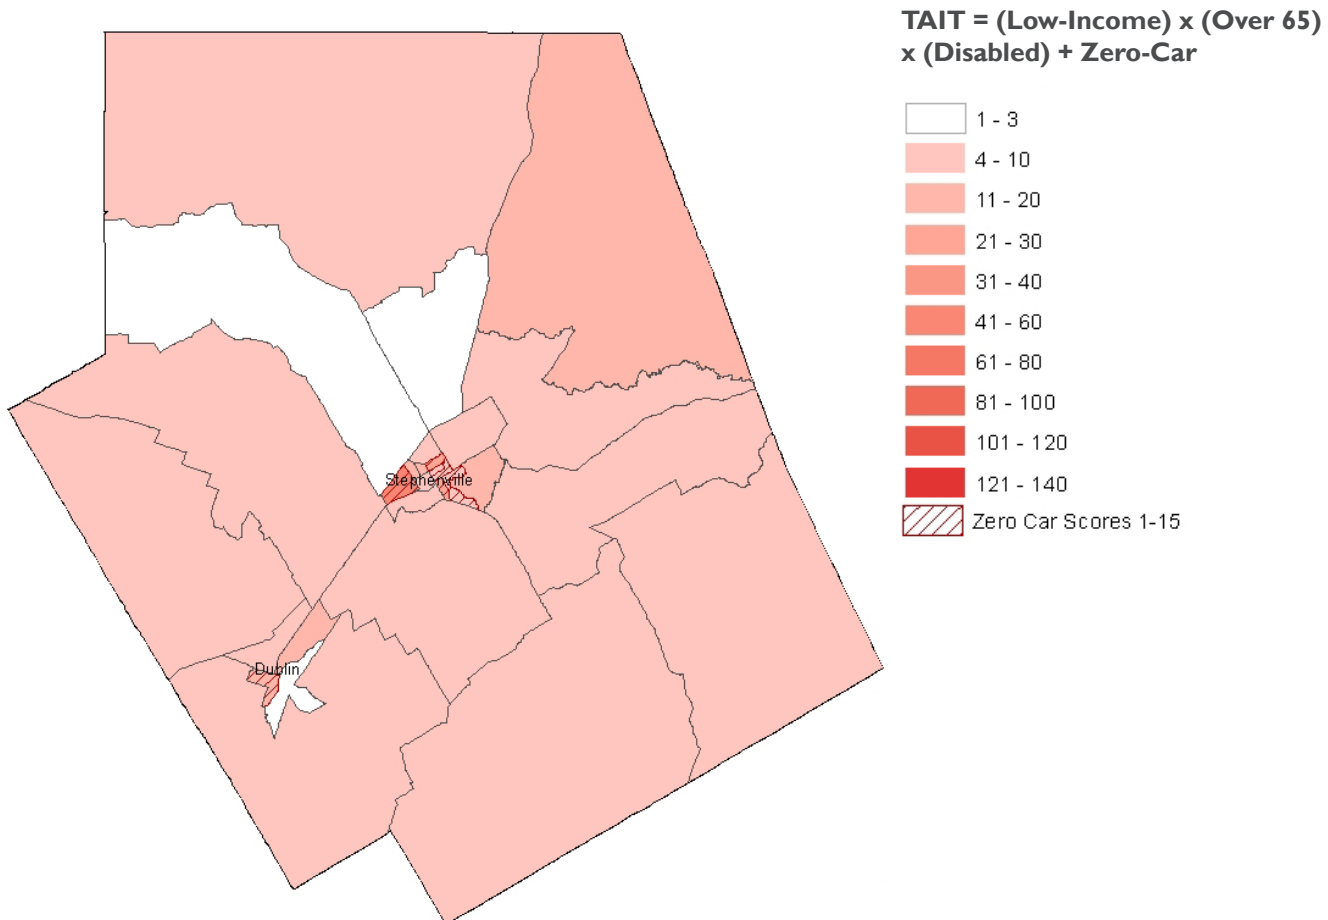 TAIT = (Low-Income) x (Over 65)
x (Disabled) + Zero-Car
1 - 3
4 - 10
11 - 20
21 - 30
31 - 40
41 - 60
61 - 80
81 - 100
101 - 120
121 - 140
Zero Car Scores 1-15
Stephenville
Dublin